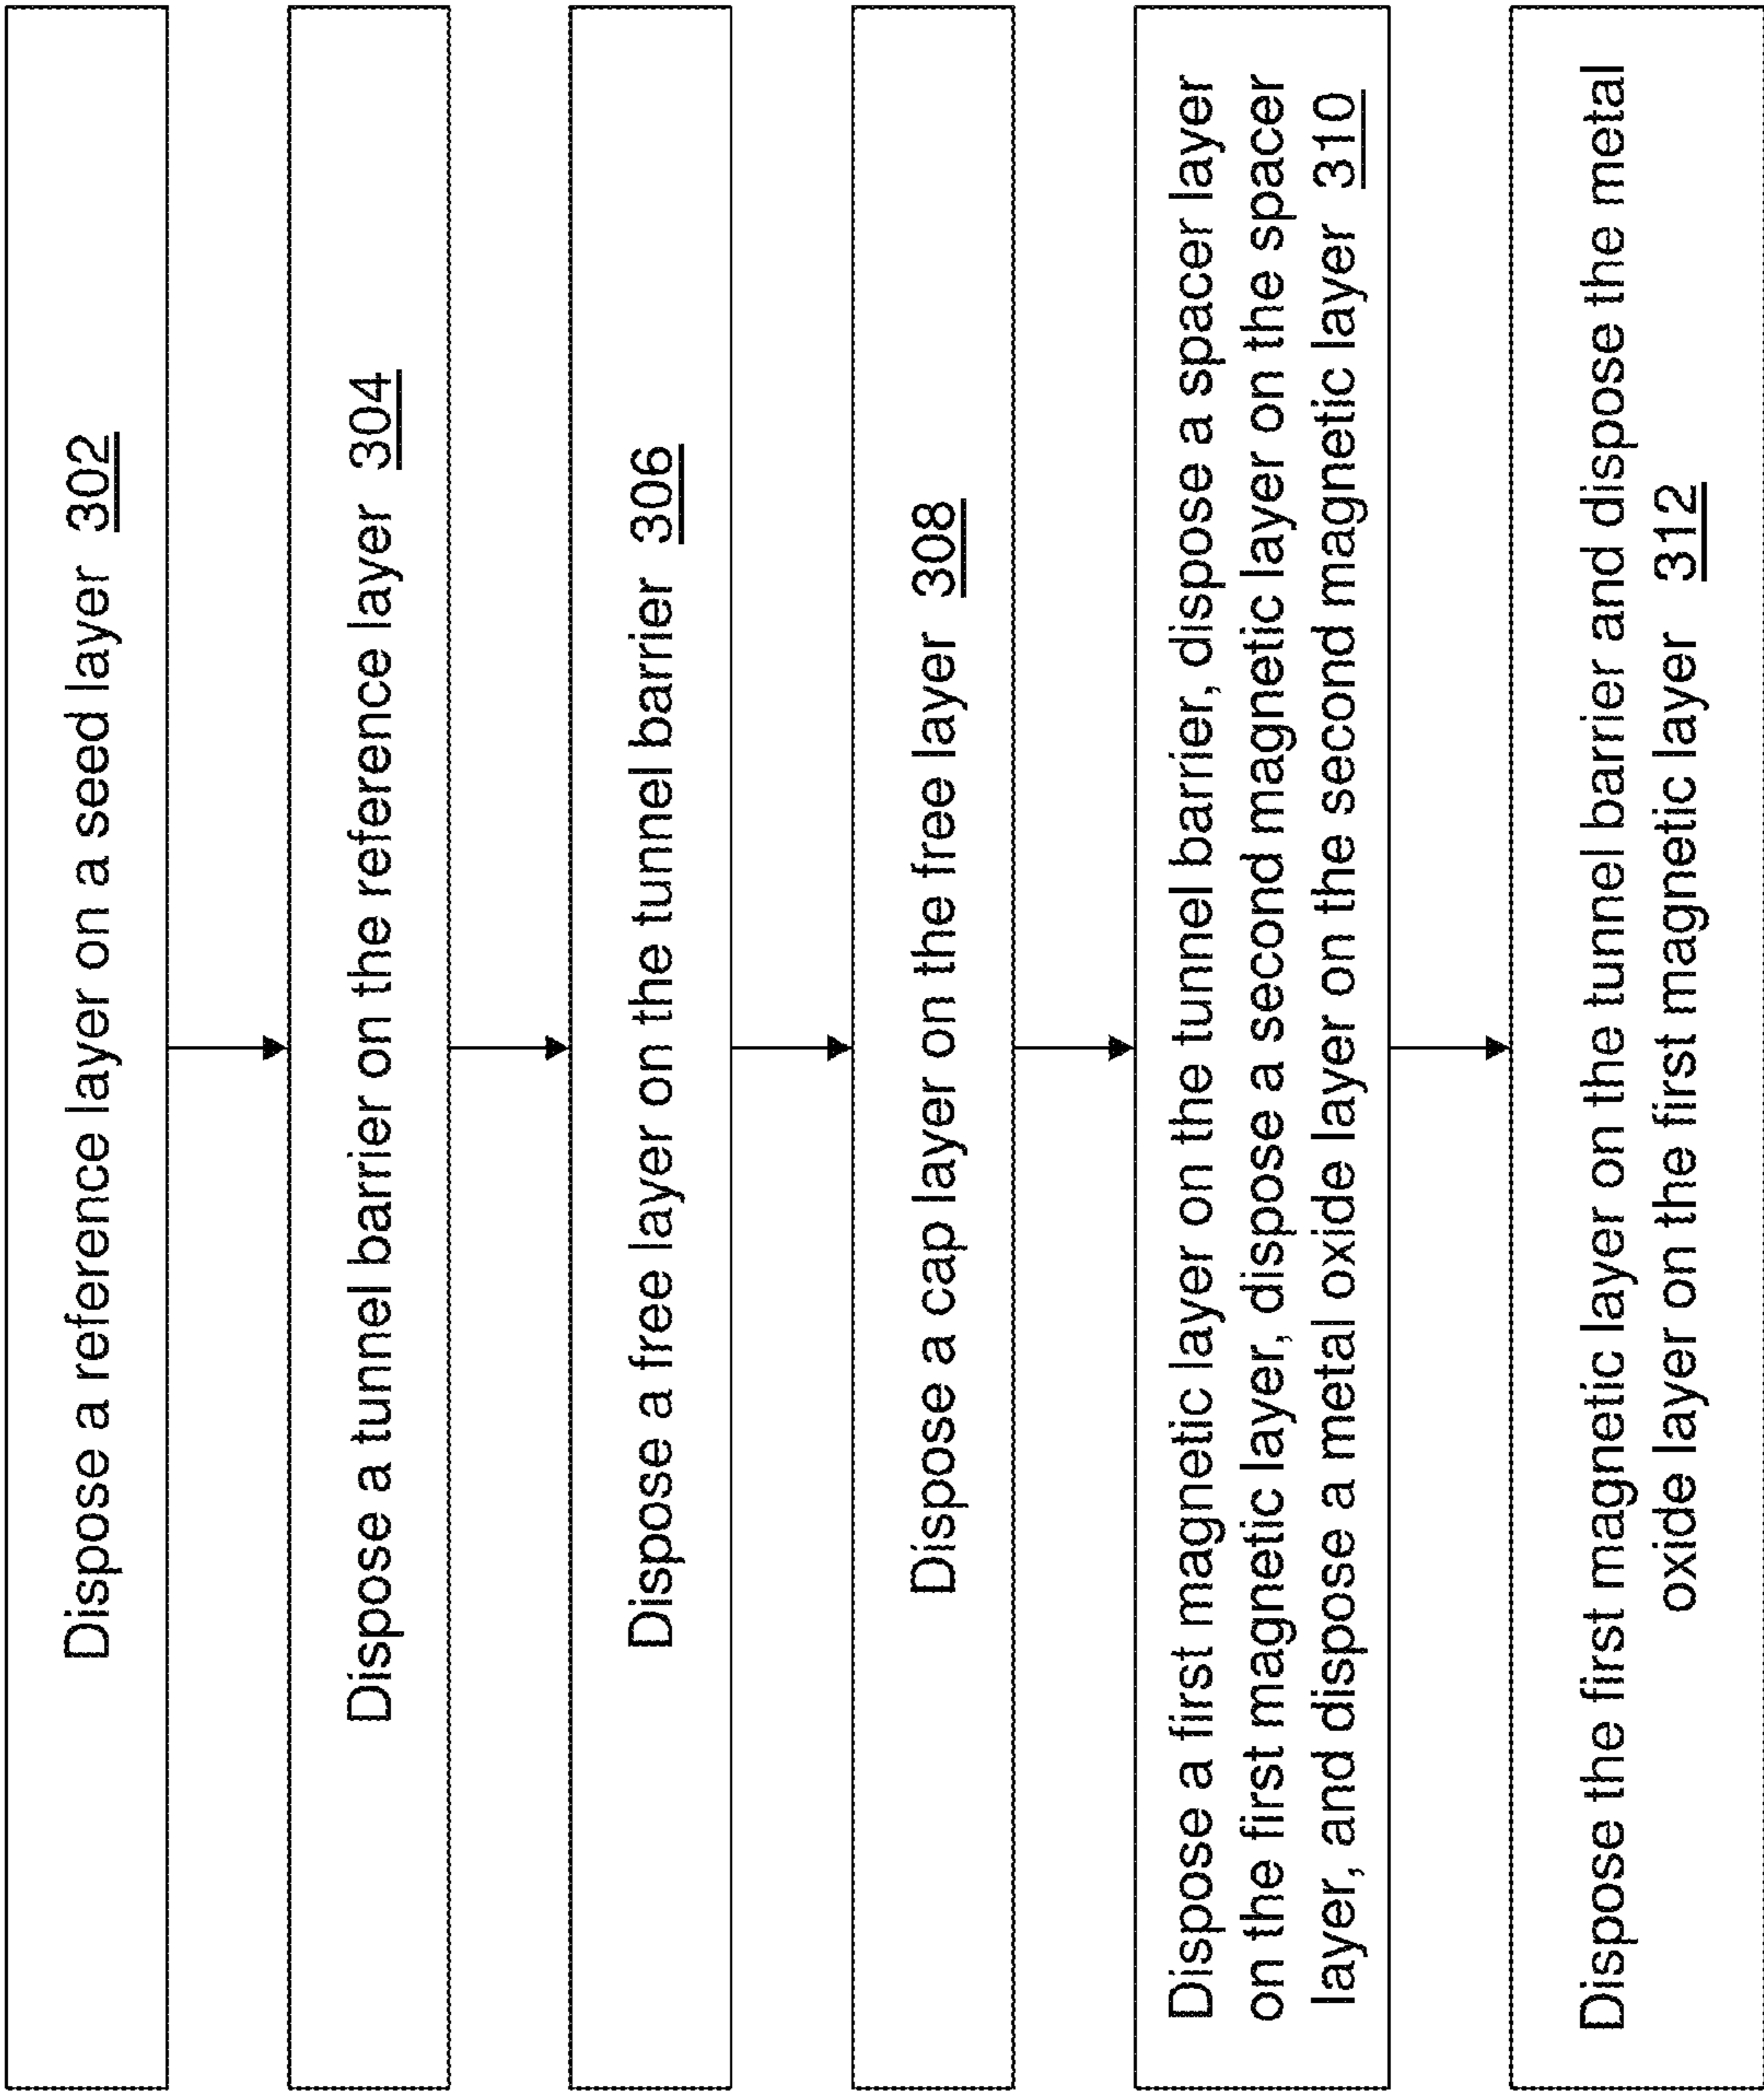 Dispose a reference layer on a seed layer 302
Dispose a tunnel barrier on the reference layer 304
Dispose a free layer on the tunnel barrier 306
Dispose a cap layer on the free layer 308
Dispose a first magnetic layer on the tunnel barrier, dispose a spacer layer
on the first magnetic layer, dispose a second magnetic layer on the spacer
layer, and dispose a metal oxide layer on the second magnetic layer 310
Dispose the first magnetic layer on the tunnel barrier and dispose the metal
oxide layer on the first magnetic layer 312